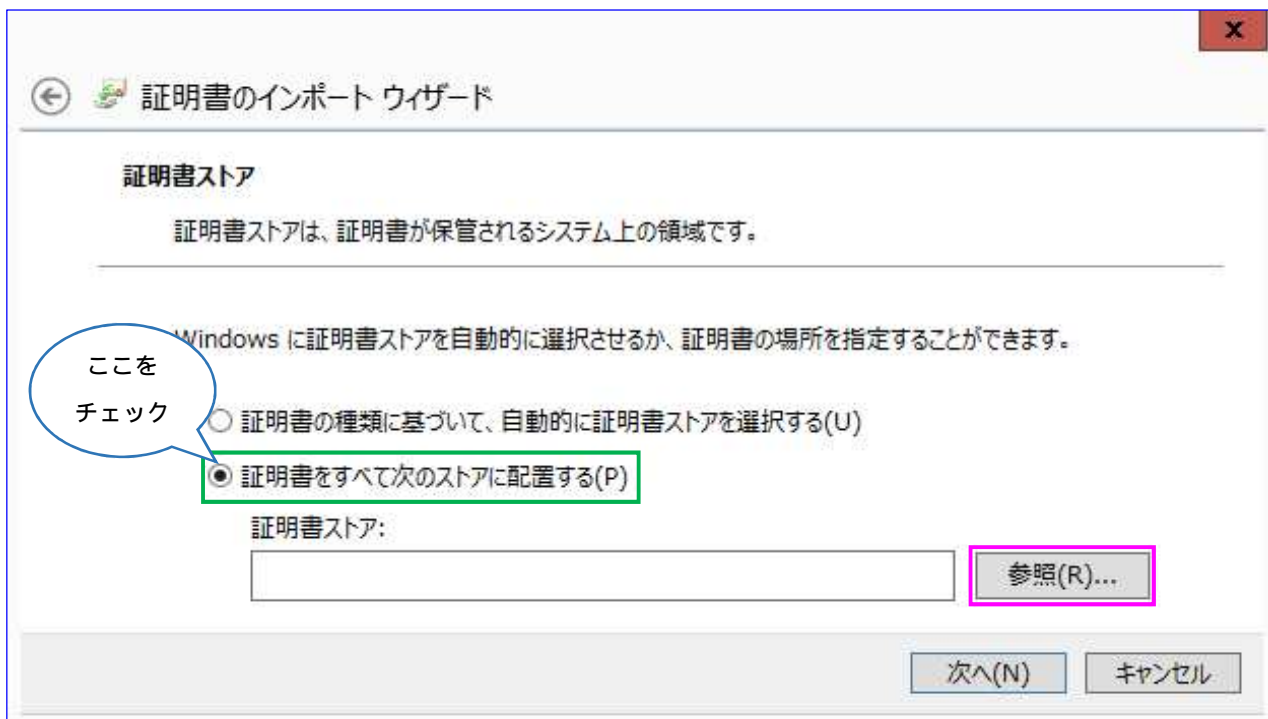 x
証明書のインポート ウィザード
証明書ストア
証明書ストアは、証明書が保管されるシステム上の領域です。
Windows に証明書ストアを自動的に選択させるか、証明書の場所を指定することができます。
ここを
チェック
証明書の種類に基づいて、自動的に証明書ストアを選択する(U)
証明書をすべて次のストアに配置する(P)
証明書ストア:
参照(R)...
次へ(N) キャンセル